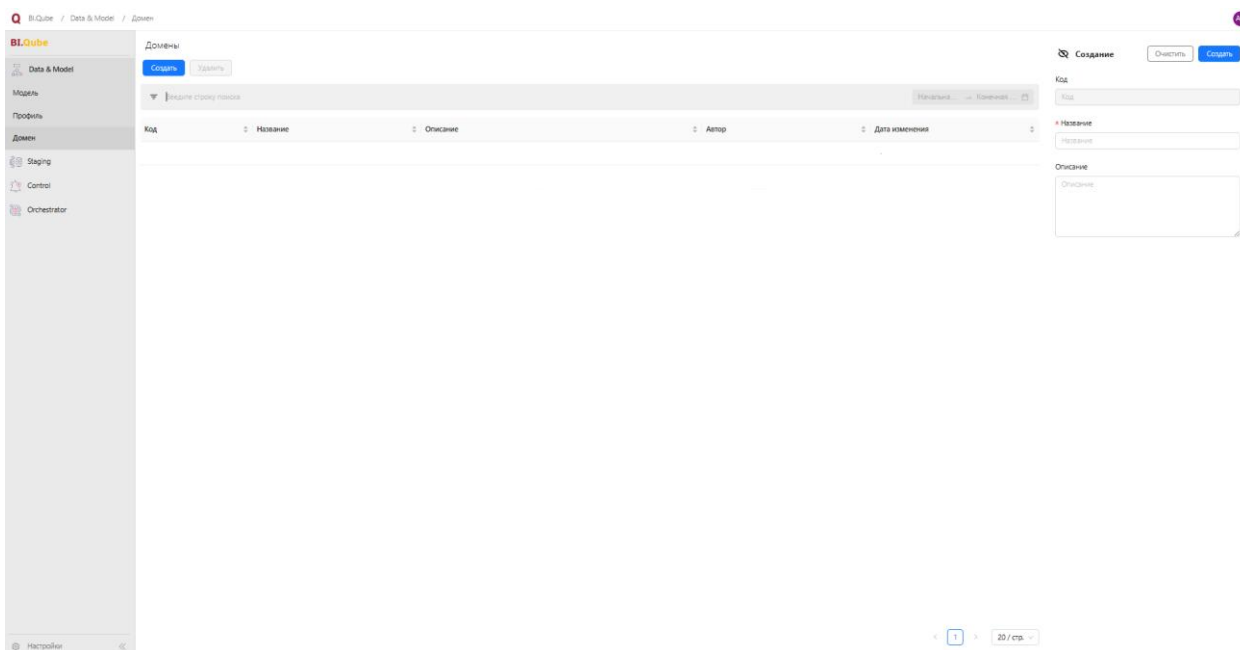 Q BI.Qube / Data & Model / Домен
BI.Qube
Data & Model
Модель
Профиль
Домен
Staging
Control
Orchestrator
Настройки
Домены
Создать Удалить
Введите строку поиска Начальна... → Конечная ...
Код Название Описание Автор Дата изменения
1 20 / стр.
Создание Очистить Создать
Код
Код
* Название
Название
Описание
Описание